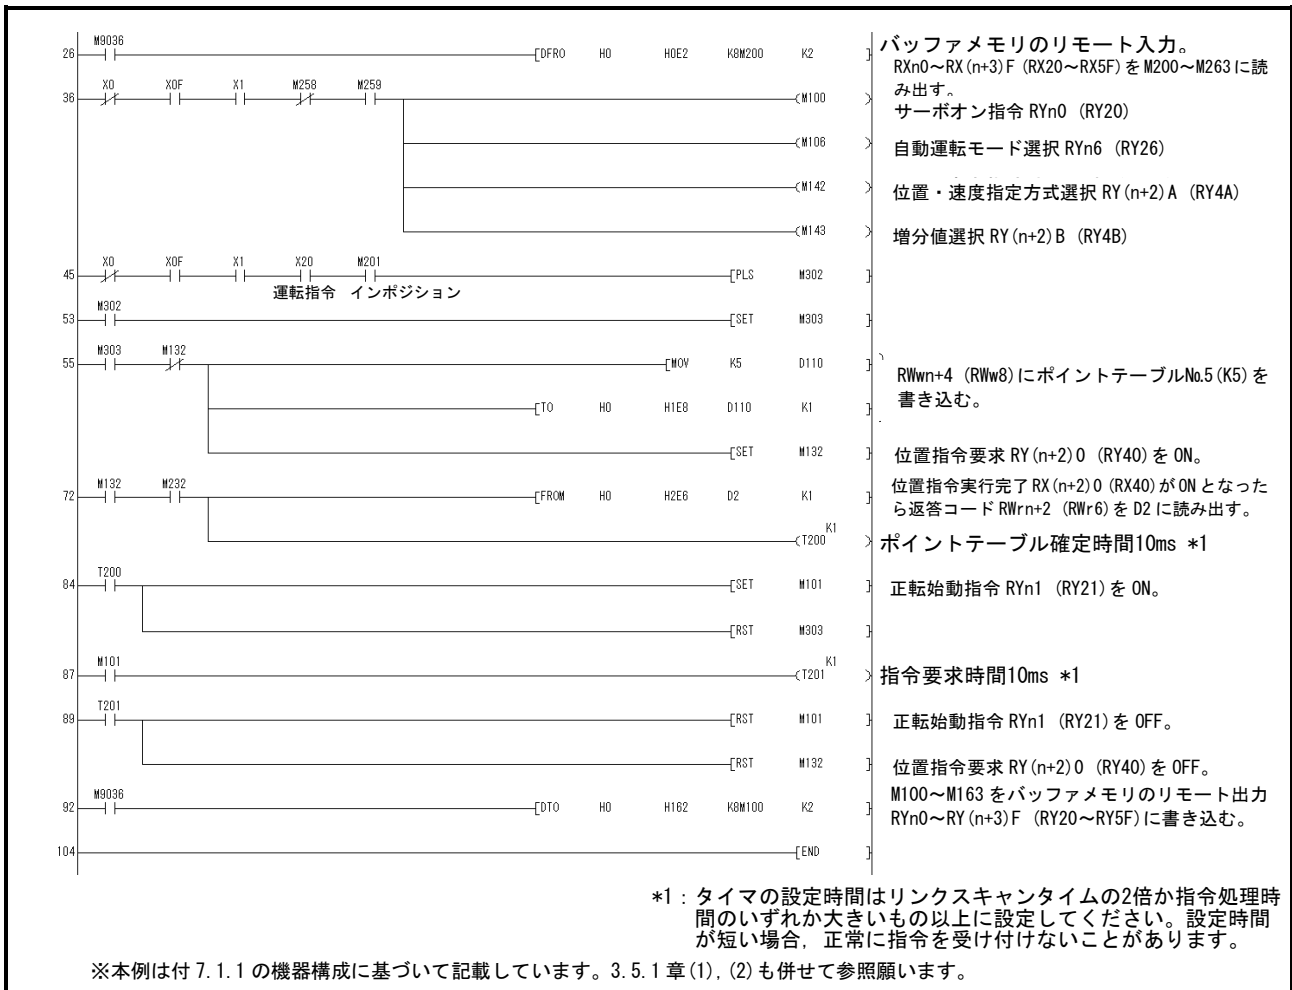 M9036
26 [DFRO H0 H0E2 K8M200 K2 ] バッファメモリのリモート入力。
RXn0～RX(n+3)F (RX20～RX5F)をM200～M263に読
み出す。
X0 X0F X1 M258 M259
36 (M100 ) サーボオン指令 RYn0 (RY20)
(M106 ) 自動運転モード選択 RYn6 (RY26)
(M142 ) 位置・速度指定方式選択 RY(n+2)A (RY4A)
(M143 ) 増分値選択 RY(n+2)B (RY4B)
X0 X0F X1 X20 M201
45 [PLS M302 ]
運転指令 インポジション
M302
53 [SET M303 ]
M303 M132
55 [MOV K5 D110 ]
RWwn+4 (RWw8)にポイントテーブル№5(K5)を
書き込む。
[TO H0 H1E8 D110 K1 ]
[SET M132 ] 位置指令要求 RY(n+2)0 (RY40)を ON。
M132 M232
72 [FROM H0 H2E6 D2 K1 ] 位置指令実行完了 RX(n+2)0 (RX40)が ON となった
ら返答コード RWrn+2 (RWr6)を D2 に読み出す。
K1
(T200 ) ポイントテーブル確定時間10ms *1
T200
84 [SET M101 ] 正転始動指令 RYn1 (RY21)を ON。
[RST M303 ]
M101 K1
87 (T201 ) 指令要求時間10ms *1
T201
89 [RST M101 ] 正転始動指令 RYn1 (RY21)を OFF。
[RST M132 ] 位置指令要求 RY(n+2)0 (RY40)を OFF。
M9036
92 [DTO H0 H162 K8M100 K2 ] M100～M163 をバッファメモリのリモート出力
RYn0～RY(n+3)F (RY20～RY5F)に書き込む。
104 [END ]
*1：タイマの設定時間はリンクスキャンタイムの2倍か指令処理時
間のいずれか大きいもの以上に設定してください。設定時間
が短い場合，正常に指令を受け付けないことがあります。
※本例は付 7.1.1 の機器構成に基づいて記載しています。3.5.1 章(1),(2)も併せて参照願います。